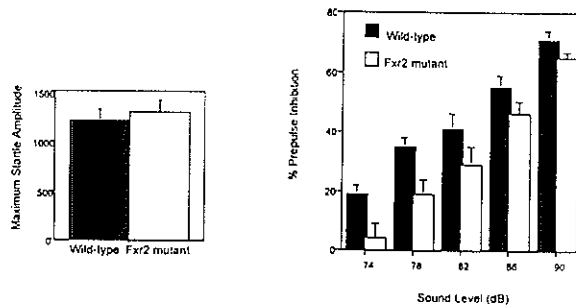 Maximum Startle Amplitude
1500
1000
500
0
Wild-type Fxr2 mutant
% Prepulse Inhibition
80
60
40
20
0
Wild-type
Fxr2 mutant
74 78 82 86 90
Sound Level (dB)